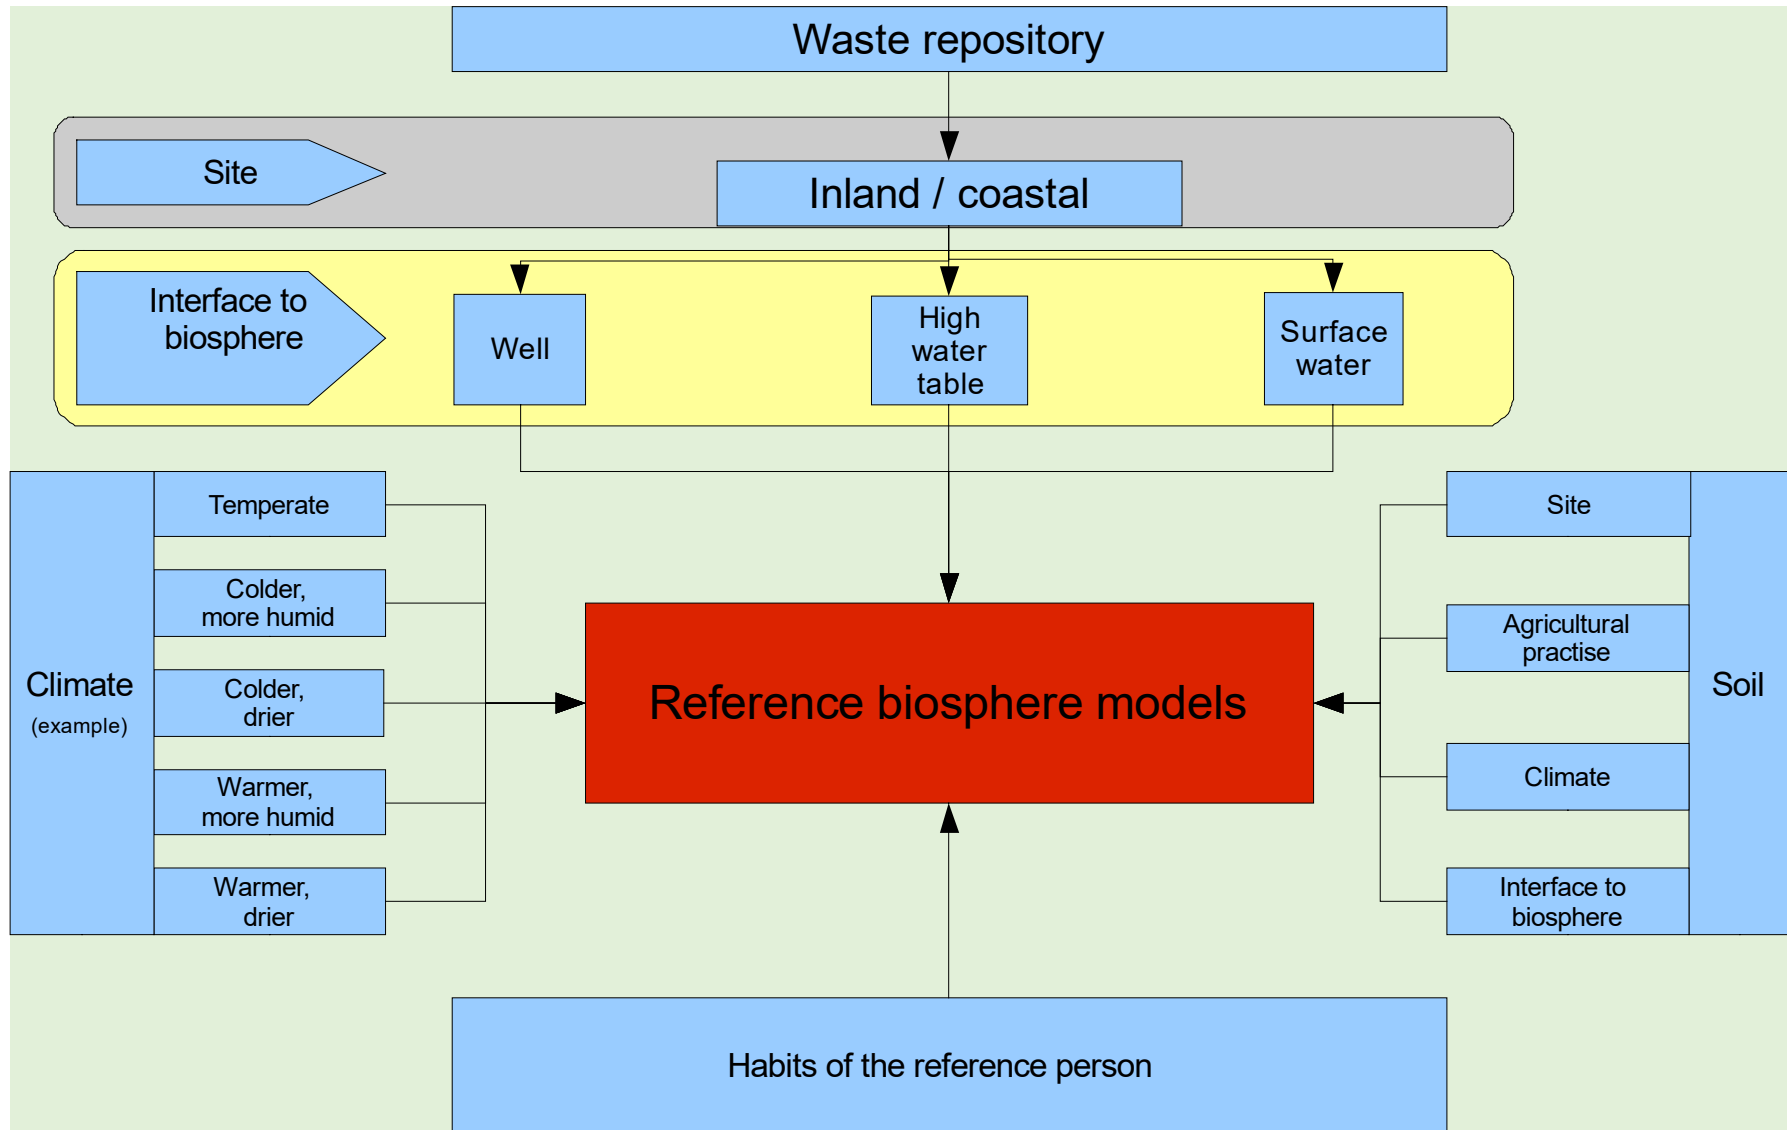 Waste repository
Site
Inland / coastal
Interface to
biosphere
Well
High
water
table
Surface
water
Climate
(example)
Temperate
Colder,
more humid
Colder,
drier
Warmer,
more humid
Warmer,
drier
Reference biosphere models
Site
Agricultural
practise
Climate
Interface to
biosphere
Soil
Habits of the reference person